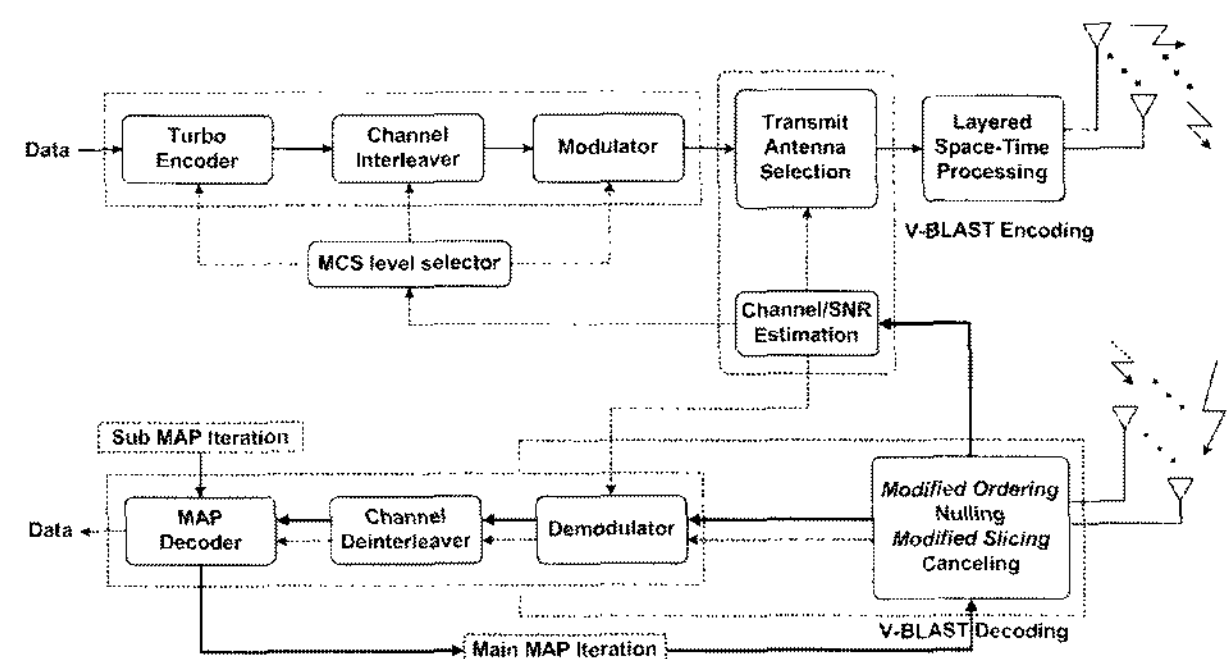 Data
Turbo
Encoder
Channel
Interleaver
Modulator
Transmit
Antenna
Selection
Layered
Space-Time
Processing
V-BLAST Encoding
MCS level selector
Channel/SNR
Estimation
Sub MAP Iteration
Data
MAP
Decoder
Channel
Deinterleaver
Demodulator
Modified Ordering
Nulling
Modified Slicing
Canceling
V-BLAST Decoding
Main MAP Iteration